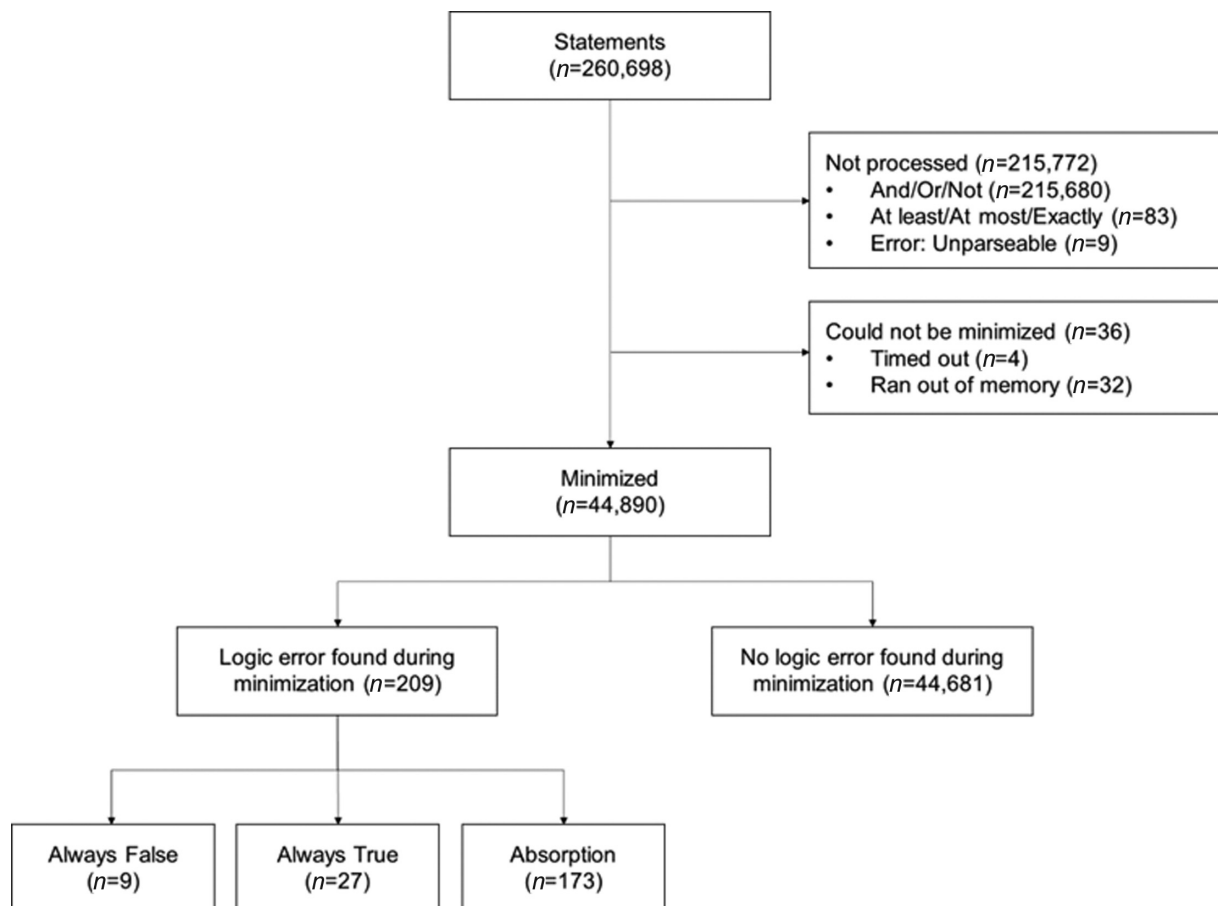 Statements
(n=260,698)
Not processed (n=215,772)
• And/Or/Not (n=215,680)
• At least/At most/Exactly (n=83)
• Error: Unparseable (n=9)
Could not be minimized (n=36)
• Timed out (n=4)
• Ran out of memory (n=32)
Minimized
(n=44,890)
Logic error found during
minimization (n=209)
No logic error found during
minimization (n=44,681)
Always False
(n=9)
Always True
(n=27)
Absorption
(n=173)